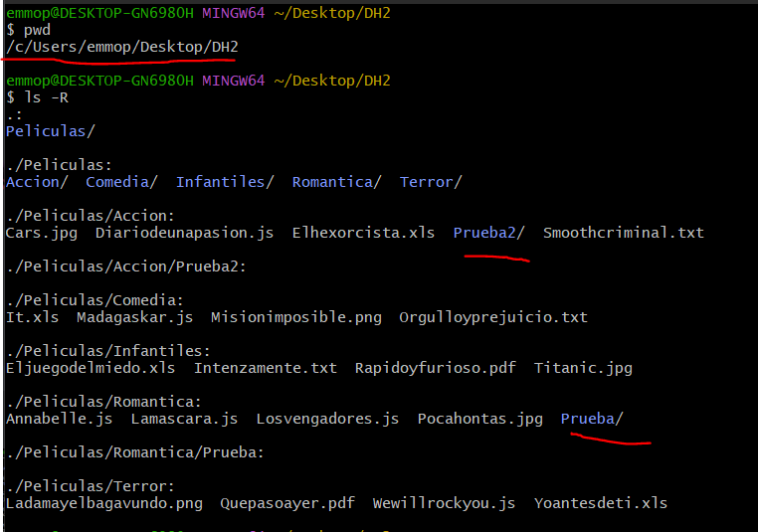 emmop@DESKTOP-GN698OH MINGW64 ~/Desktop/DH2
$ pwd
/c/Users/emmop/Desktop/DH2
emmop@DESKTOP-GN698OH MINGW64 ~/Desktop/DH2
$ ls -R
.:
Peliculas/
./Peliculas:
Accion/ Comedia/ Infantiles/ Romantica/ Terror/
./Peliculas/Accion:
Cars.jpg Diariodeunapasion.js Elhexorcista.xls Prueba2/ Smoothcriminal.txt
./Peliculas/Accion/Prueba2:
./Peliculas/Comedia:
It.xls Madagaskar.js Misionimposible.png Orgulloyprejuicio.txt
./Peliculas/Infantiles:
Eljuegodelmiedo.xls Intenzamente.txt Rapidoyfurioso.pdf Titanic.jpg
./Peliculas/Romantica:
Annabelle.js Lamascara.js Losvengadores.js Pocahontas.jpg Prueba/
./Peliculas/Romantica/Prueba:
./Peliculas/Terror:
Ladamayelbagavundo.png Quepasoayer.pdf Wewillrockyou.js Yoantesdeti.xls